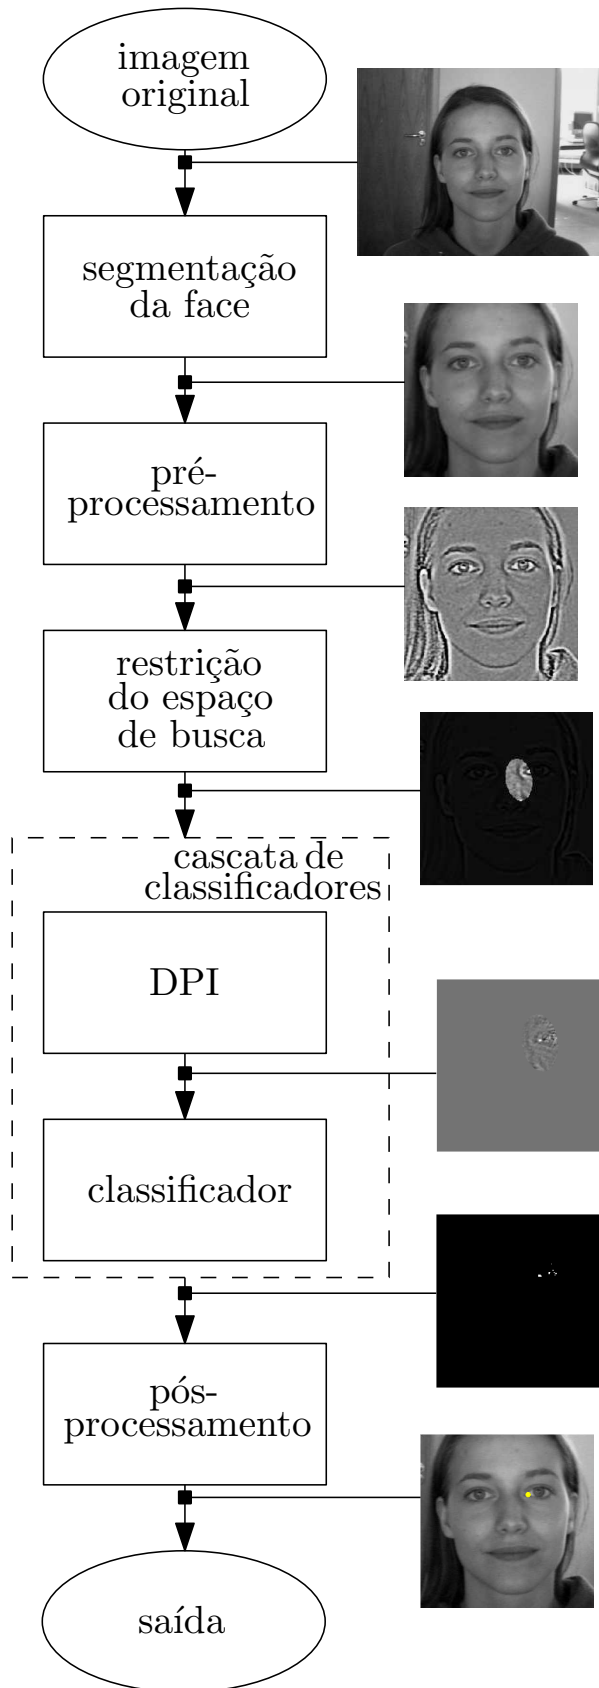 imagem
original
segmentação
da face
pré-
processamento
restrição
do espaço
de busca
cascata de
classificadores
DPI
classificador
pós-
processamento
saída